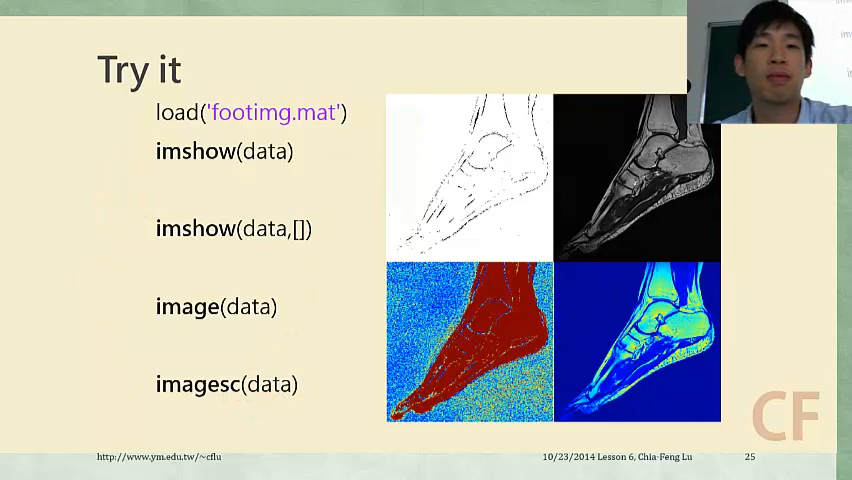 Try it
load('footimg.mat')
imshow(data)
imshow(data,[])
image(data)
imagesc(data)
CF
http://www.ym.edu.tw/~cflu
10/23/2014 Lesson 6, Chia-Feng Lu
25